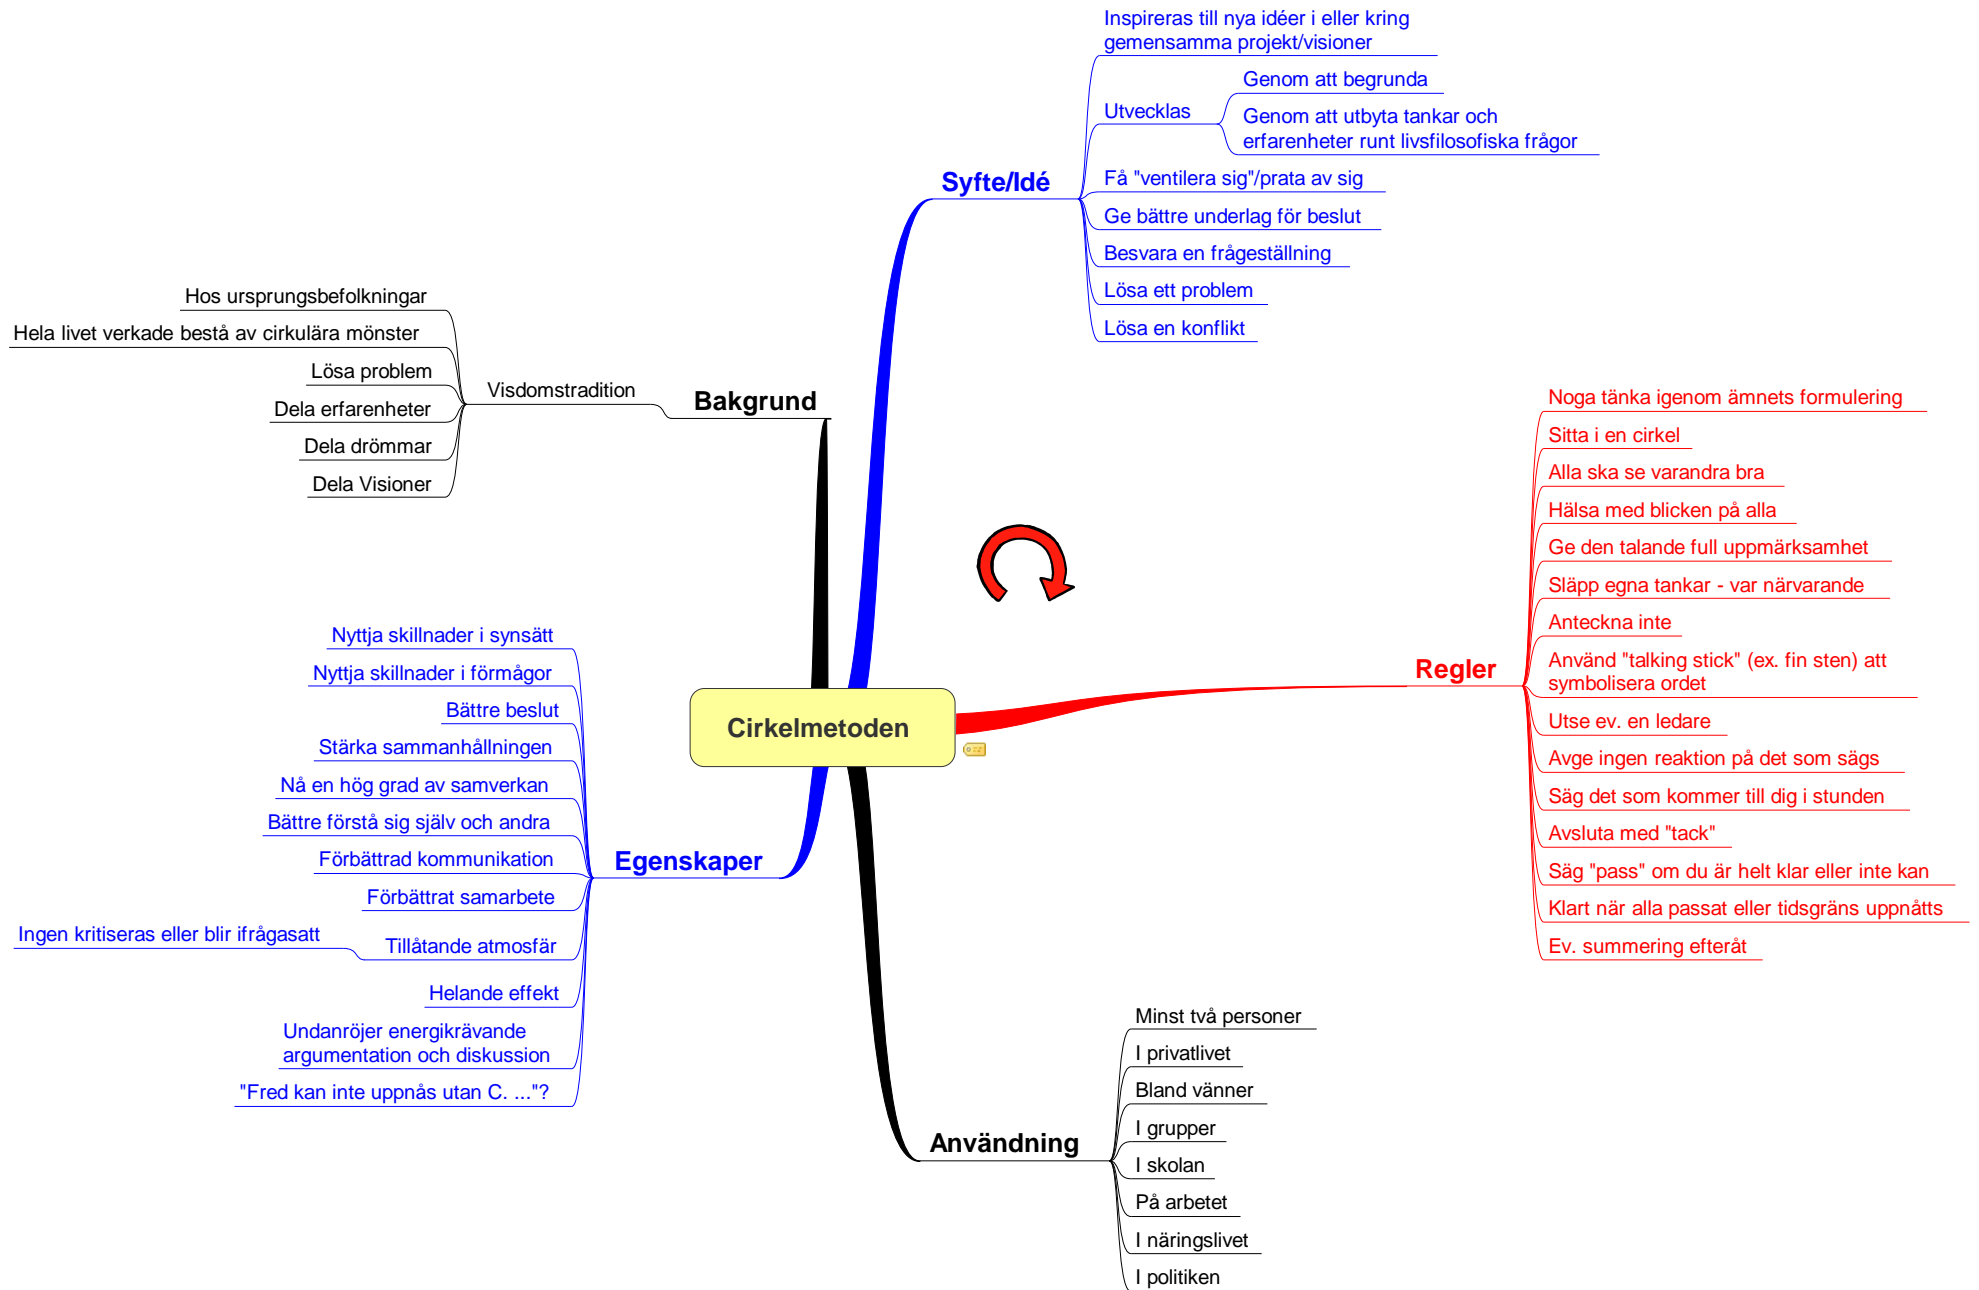 Cirkelmetoden
Syfte/Idé
Inspireras till nya idéer i eller kring
gemensamma projekt/visioner
Utvecklas
Genom att begrunda
Genom att utbyta tankar och
erfarenheter runt livsfilosofiska frågor
Få "ventilera sig"/prata av sig
Ge bättre underlag för beslut
Besvara en frågeställning
Lösa ett problem
Lösa en konflikt
Regler
Noga tänka igenom ämnets formulering
Sitta i en cirkel
Alla ska se varandra bra
Hälsa med blicken på alla
Ge den talande full uppmärksamhet
Släpp egna tankar - var närvarande
Anteckna inte
Använd "talking stick" (ex. fin sten) att
symbolisera ordet
Utse ev. en ledare
Avge ingen reaktion på det som sägs
Säg det som kommer till dig i stunden
Avsluta med "tack"
Säg "pass" om du är helt klar eller inte kan
Klart när alla passat eller tidsgräns uppnåtts
Ev. summering efteråt
Användning
Minst två personer
I privatlivet
Bland vänner
I grupper
I skolan
På arbetet
I näringslivet
I politiken
Egenskaper
Nyttja skillnader i synsätt
Nyttja skillnader i förmågor
Bättre beslut
Stärka sammanhållningen
Nå en hög grad av samverkan
Bättre förstå sig själv och andra
Förbättrad kommunikation
Förbättrat samarbete
Tillåtande atmosfär
Ingen kritiseras eller blir ifrågasatt
Helande effekt
Undanröjer energikrävande
argumentation och diskussion
"Fred kan inte uppnås utan C. ..."?
Bakgrund
Visdomstradition
Hos ursprungsbefolkningar
Hela livet verkade bestå av cirkulära mönster
Lösa problem
Dela erfarenheter
Dela drömmar
Dela Visioner